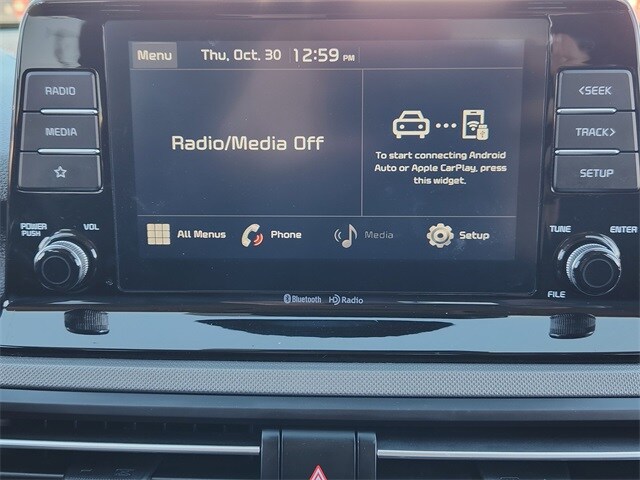 Menu Thu, Oct. 30 12:59 PM
RADIO
MEDIA
<SEEK
TRACK>
SETUP
Radio/Media Off
To start connecting Android
Auto or Apple CarPlay, press
this widget.
POWER
PUSH
VOL
All Menus Phone Media Setup
TUNE
ENTER
FILE
Bluetooth HD Radio